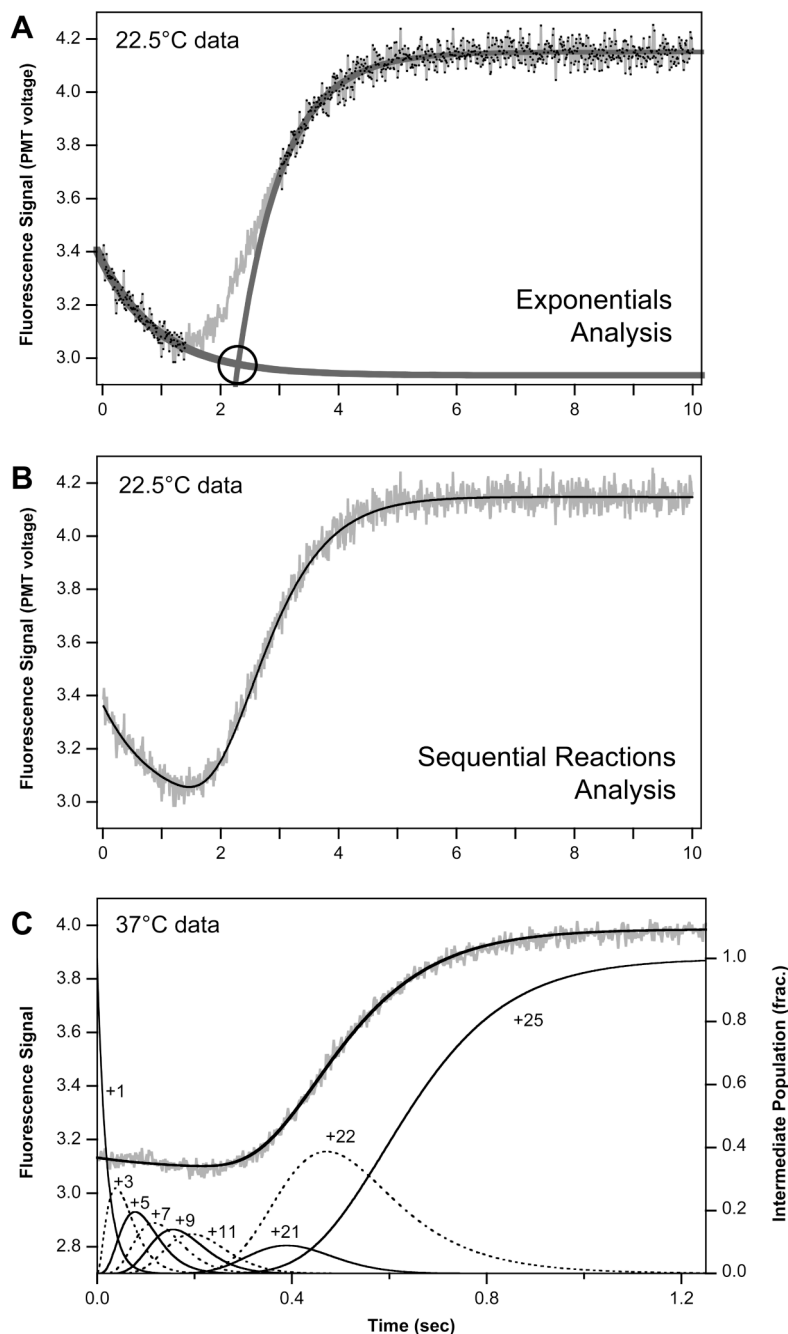 A
22.5°C data
Fluorescence Signal (PMT voltage)
4.2
4.0
3.8
3.6
3.4
3.2
3.0
Exponentials
Analysis
0 2 4 6 8 10
B
22.5°C data
Fluorescence Signal (PMT voltage)
4.2
4.0
3.8
3.6
3.4
3.2
3.0
Sequential Reactions
Analysis
0 2 4 6 8 10
C
37°C data
Fluorescence Signal
4.0
3.8
3.6
3.4
3.2
3.0
2.8
Intermediate Population (frac.)
1.0
0.8
0.6
0.4
0.2
0.0
+1
+3
+5
+7
+9
+11
+21
+22
+25
0.0 0.4 0.8 1.2
Time (sec)